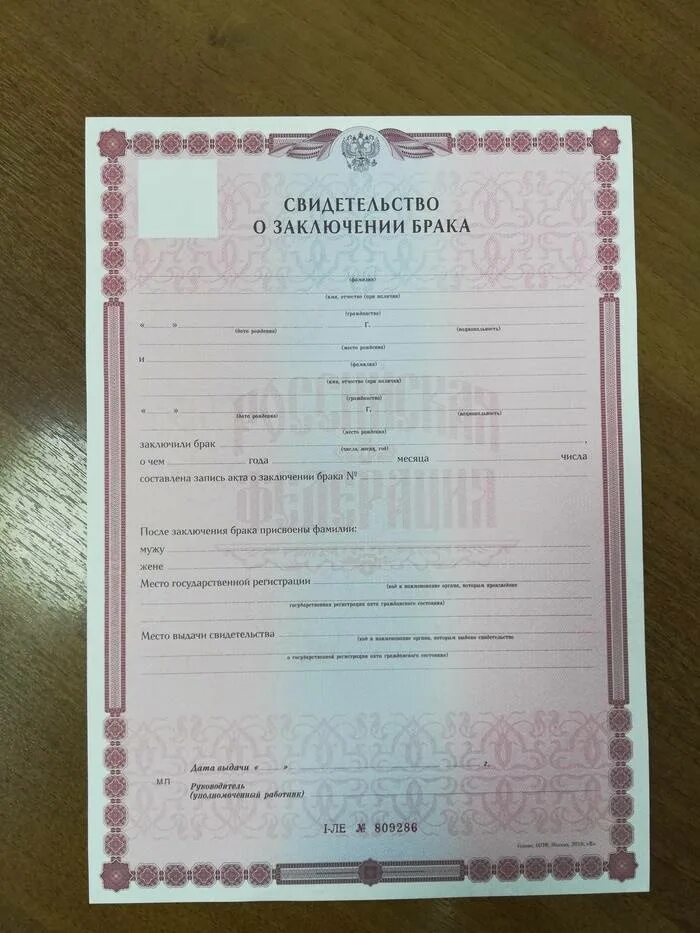 СВИДЕТЕЛЬСТВО
О ЗАКЛЮЧЕНИИ БРАКА
(фамилия)
(имя, отчество (при наличии)
(гражданство)
« » г.
(дата рождения) (национальность)
(место рождения)
и
(фамилия)
(имя, отчество (при наличии)
(гражданство)
« » г.
(дата рождения) (национальность)
(место рождения)
РОССИЙСКАЯ
ФЕДЕРАЦИЯ
заключили брак ,
(число, месяц, год)
о чем года месяца числа
составлена запись акта о заключении брака №
После заключения брака присвоены фамилии:
мужу
жене
Место государственной регистрации
(код и наименование органа, которым произведена
государственная регистрация акта гражданского состояния)
Место выдачи свидетельства
(код и наименование органа, которым выдано свидетельство
о государственной регистрации акта гражданского состояния)
Дата выдачи « » г.
М.П
Руководитель
(уполномоченный работник)
I-ЛЕ № 809286